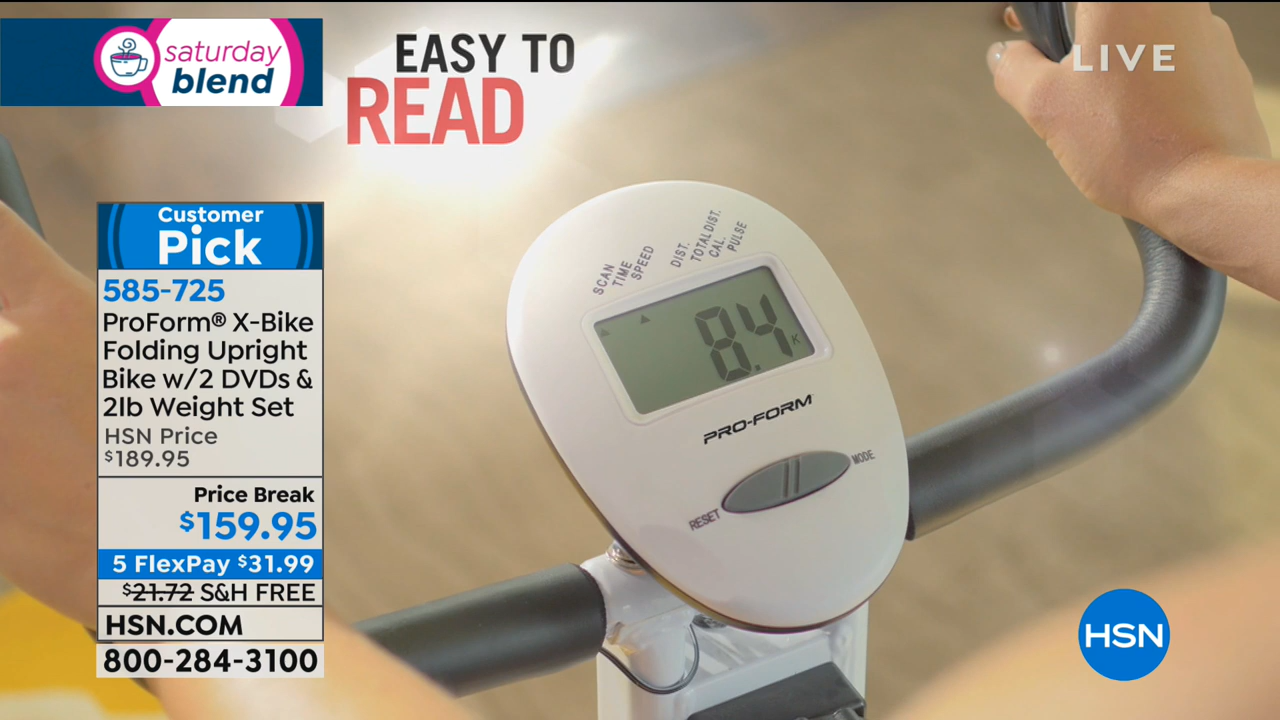 saturday
blend
EASY TO
READ
LIVE
Customer
Pick
585-725
ProForm® X-Bike
Folding Upright
Bike w/2 DVDs &
2lb Weight Set
HSN Price
$189.95
Price Break
$159.95
5 FlexPay $31.99
$21.72 S&H FREE
HSN.COM
800-284-3100
SCAN
TIME
SPEED
DIST.
TOTAL DIST.
CAL.
PULSE
8.4
K
PRO-FORM
MODE
RESET
HSN